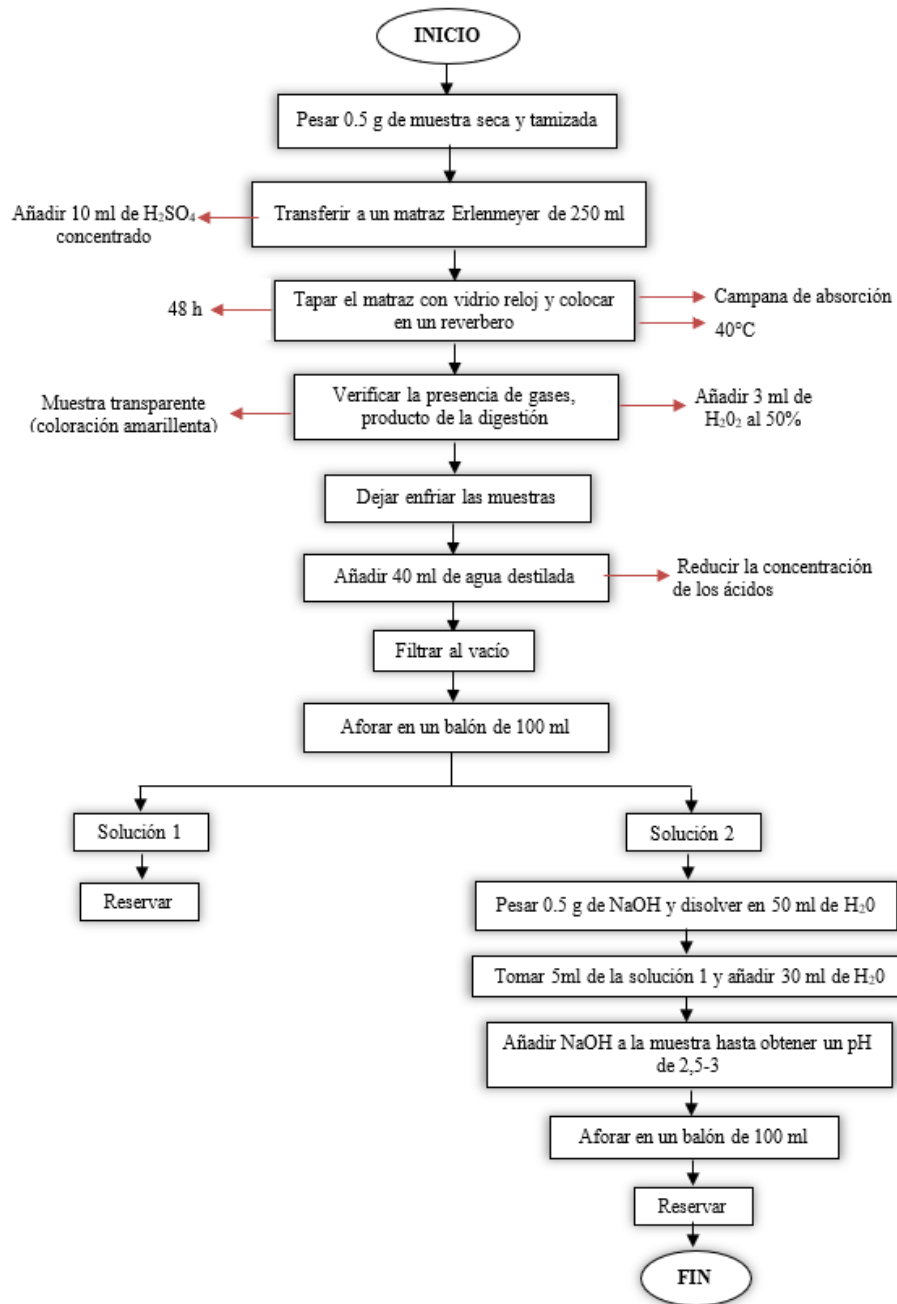 INICIO
Pesar 0.5 g de muestra seca y tamizada
Añadir 10 ml de H₂SO₄
concentrado
Transferir a un matraz Erlenmeyer de 250 ml
48 h
Tapar el matraz con vidrio reloj y colocar
en un reverbero
Campana de absorción
40°C
Muestra transparente
(coloración amarillenta)
Verificar la presencia de gases,
producto de la digestión
Añadir 3 ml de
H₂0₂ al 50%
Dejar enfriar las muestras
Añadir 40 ml de agua destilada
Reducir la concentración
de los ácidos
Filtrar al vacío
Aforar en un balón de 100 ml
Solución 1
Reservar
Solución 2
Pesar 0.5 g de NaOH y disolver en 50 ml de H₂0
Tomar 5ml de la solución 1 y añadir 30 ml de H₂0
Añadir NaOH a la muestra hasta obtener un pH
de 2,5-3
Aforar en un balón de 100 ml
Reservar
FIN